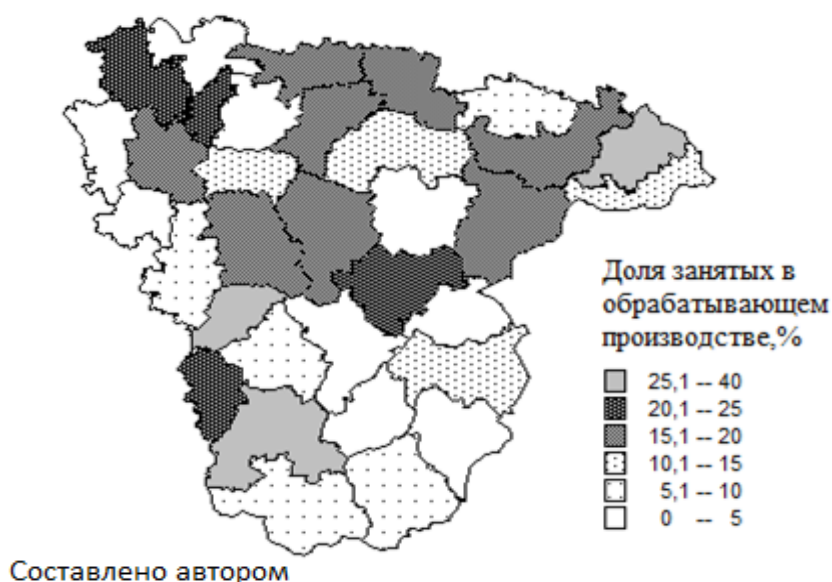 Доля занятых в
обрабатывающем
производстве,%
25,1 -- 40
20,1 -- 25
15,1 -- 20
10,1 -- 15
5,1 -- 10
0 -- 5
Составлено автором